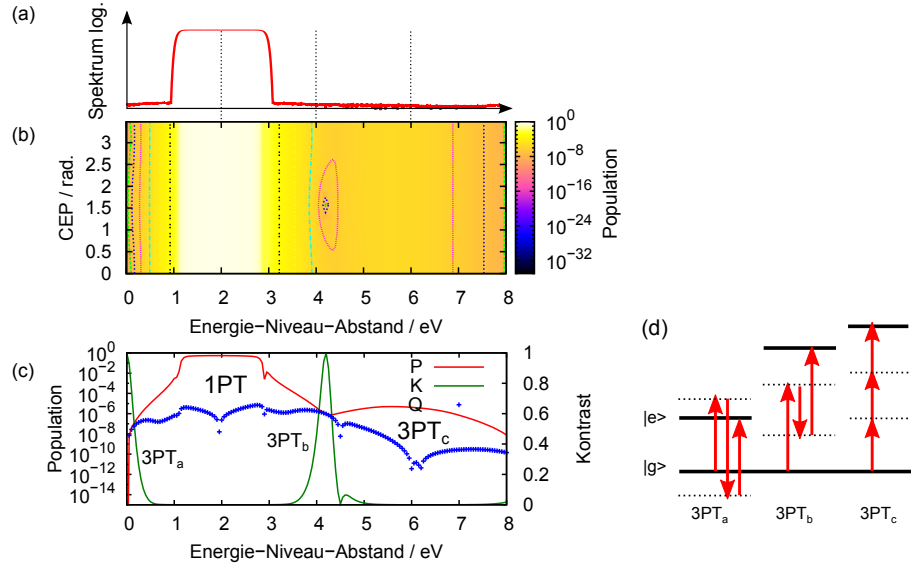 (a)
Spektrum log.
(b)
CEP / rad.
3
2.5
2
1.5
1
0.5
0
0 1 2 3 4 5 6 7 8
Energie−Niveau−Abstand / eV
10^0
10^-8
10^-16
10^-24
10^-32
Population
(c)
Population
10^0
10^-2
10^-4
10^-6
10^-8
10^-10
10^-12
10^-14
1PT
3PT_a
3PT_b
3PT_c
P
K
Q
1
0.8
0.6
0.4
0.2
0
Kontrast
0 1 2 3 4 5 6 7 8
Energie−Niveau−Abstand / eV
(d)
|e>
|g>
3PT_a 3PT_b 3PT_c